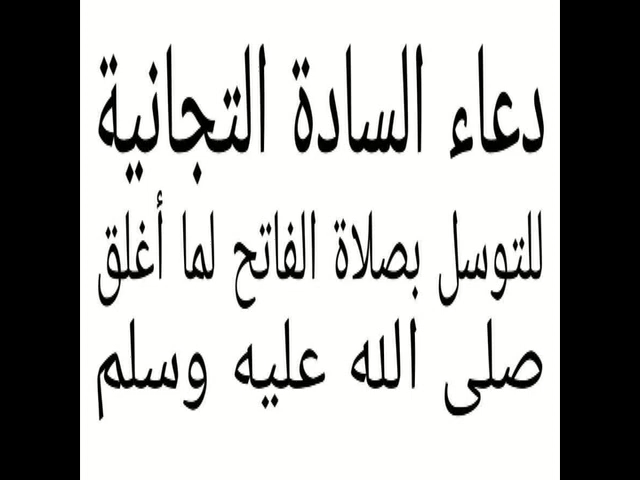 دعاء السادة التجانية
للتوسل بصلاة الفاتح لما أغلق
صلى الله عليه وسلم